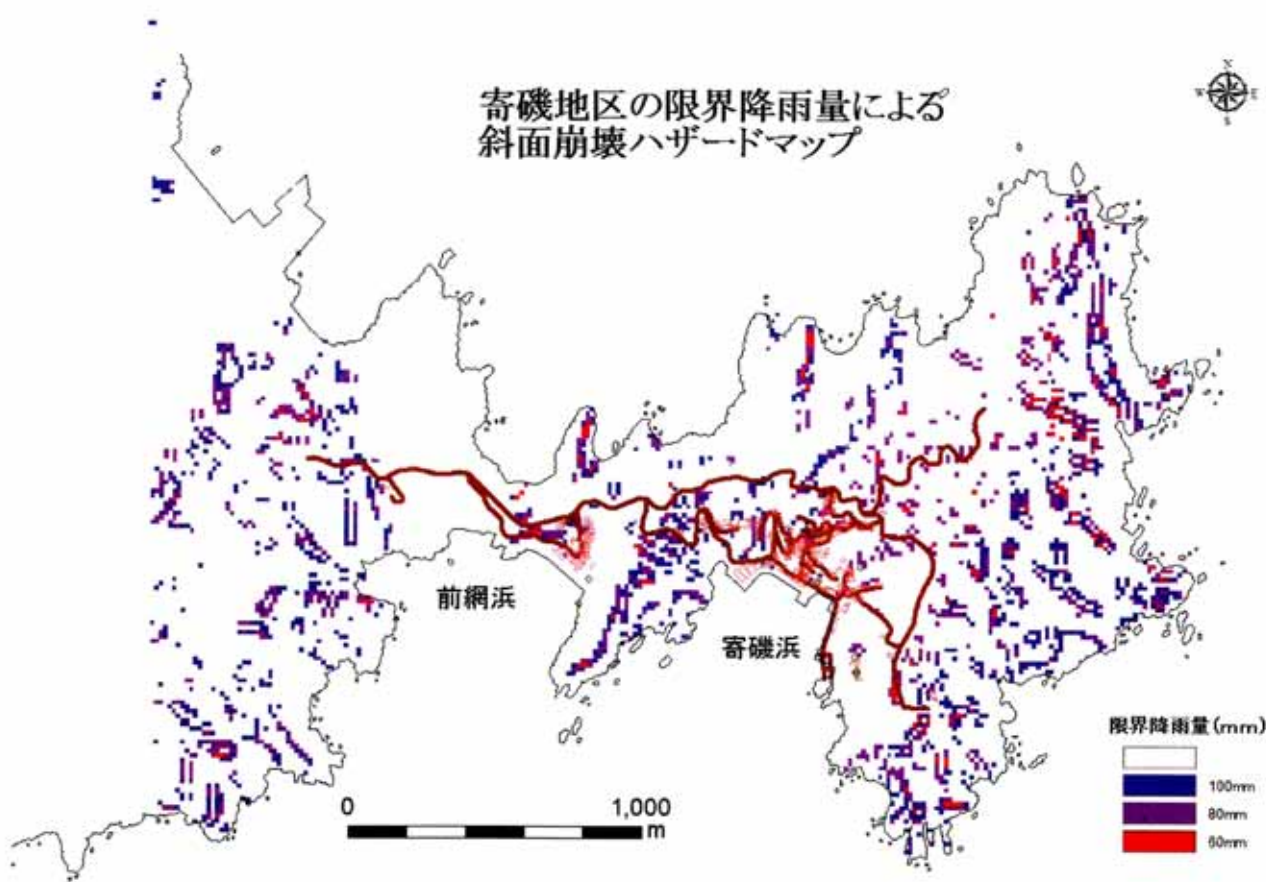 寄磯地区の限界降雨量による
斜面崩壊ハザードマップ
N
W E
S
前網浜
寄磯浜
0 1,000
m
限界降雨量(mm)
100mm
80mm
60mm